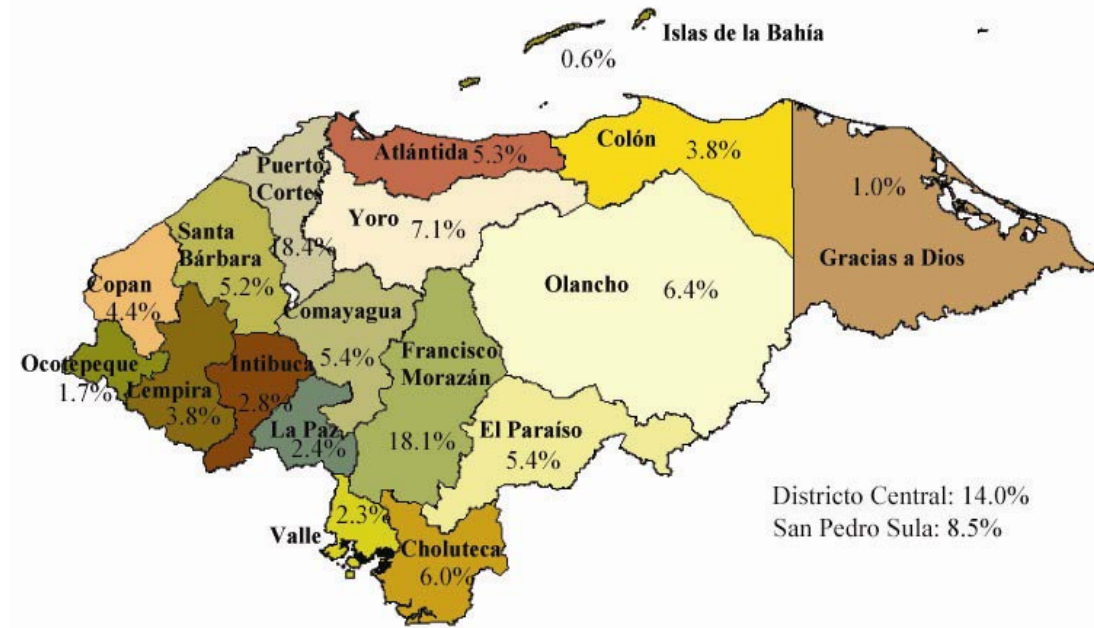 Islas de la Bahía
0.6%
Puerto
Cortes
18.4%
Atlántida 5.3%
Colón
3.8%
1.0%
Gracias a Dios
Yoro
7.1%
Santa
Bárbara
5.2%
Copan
4.4%
Olancho
6.4%
Comayagua
5.4%
Francisco
Morazán
18.1%
Ocotepeque
1.7%
Lempira
3.8%
Intibuca
2.8%
La Paz
2.4%
El Paraíso
5.4%
Valle
2.3%
Choluteca
6.0%
Districto Central: 14.0%
San Pedro Sula: 8.5%